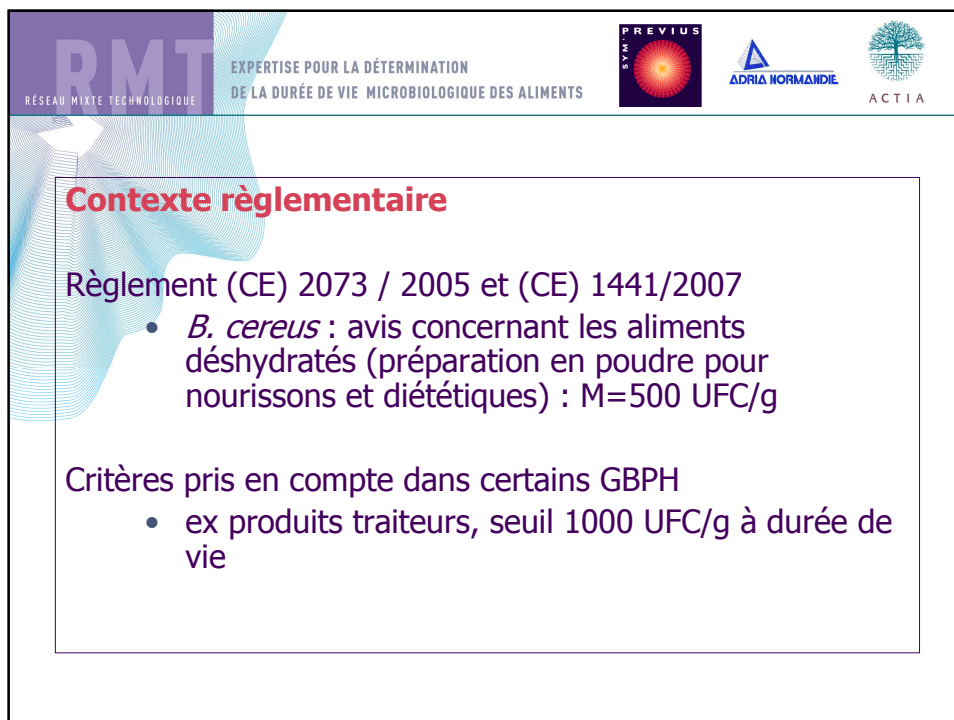 RMT
RÉSEAU MIXTE TECHNOLOGIQUE
EXPERTISE POUR LA DÉTERMINATION
DE LA DURÉE DE VIE MICROBIOLOGIQUE DES ALIMENTS
SYM'PREVIUS
ADRIA NORMANDIE
ACTIA
Contexte règlementaire
Règlement (CE) 2073 / 2005 et (CE) 1441/2007
• B. cereus : avis concernant les aliments
déshydratés (préparation en poudre pour
nourissons et diététiques) : M=500 UFC/g
Critères pris en compte dans certains GBPH
• ex produits traiteurs, seuil 1000 UFC/g à durée de
vie